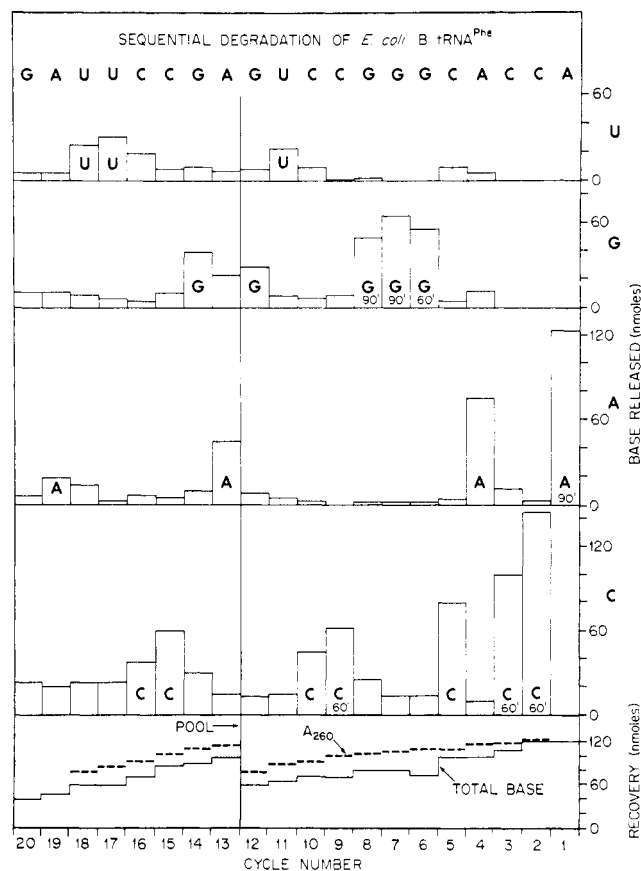 SEQUENTIAL DEGRADATION OF E. coli B tRNA^Phe
G A U U C C G A G U C C G G G C A C C A
60
U
U U U
0
60
G
G G G G G
90' 90' 60'
0
BASE RELEASED (nmoles)
120
A
60
A A A A
90'
0
120
C
60
C C C C C C C
60' 60' 60'
0
POOL
A260
120
60
TOTAL BASE
0
RECOVERY (nmoles)
20 19 18 17 16 15 14 13 12 11 10 9 8 7 6 5 4 3 2 1
CYCLE NUMBER